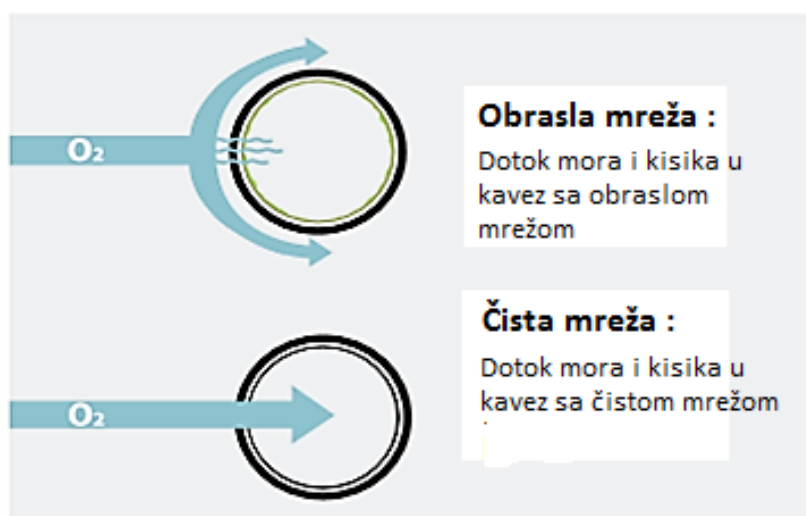 O₂
Obrasla mreža :
Dotok mora i kisika u
kavez sa obraslom
mrežom
O₂
Čista mreža :
Dotok mora i kisika u
kavez sa čistom mrežom